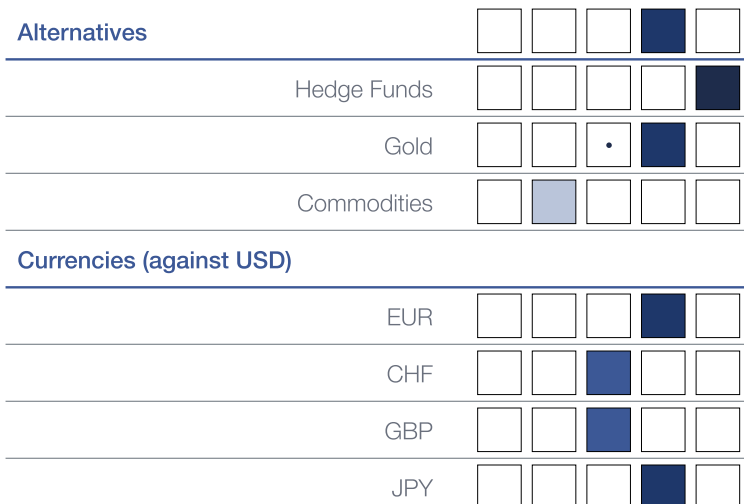 Alternatives
Hedge Funds
Gold
Commodities
Currencies (against USD)
EUR
CHF
GBP
JPY